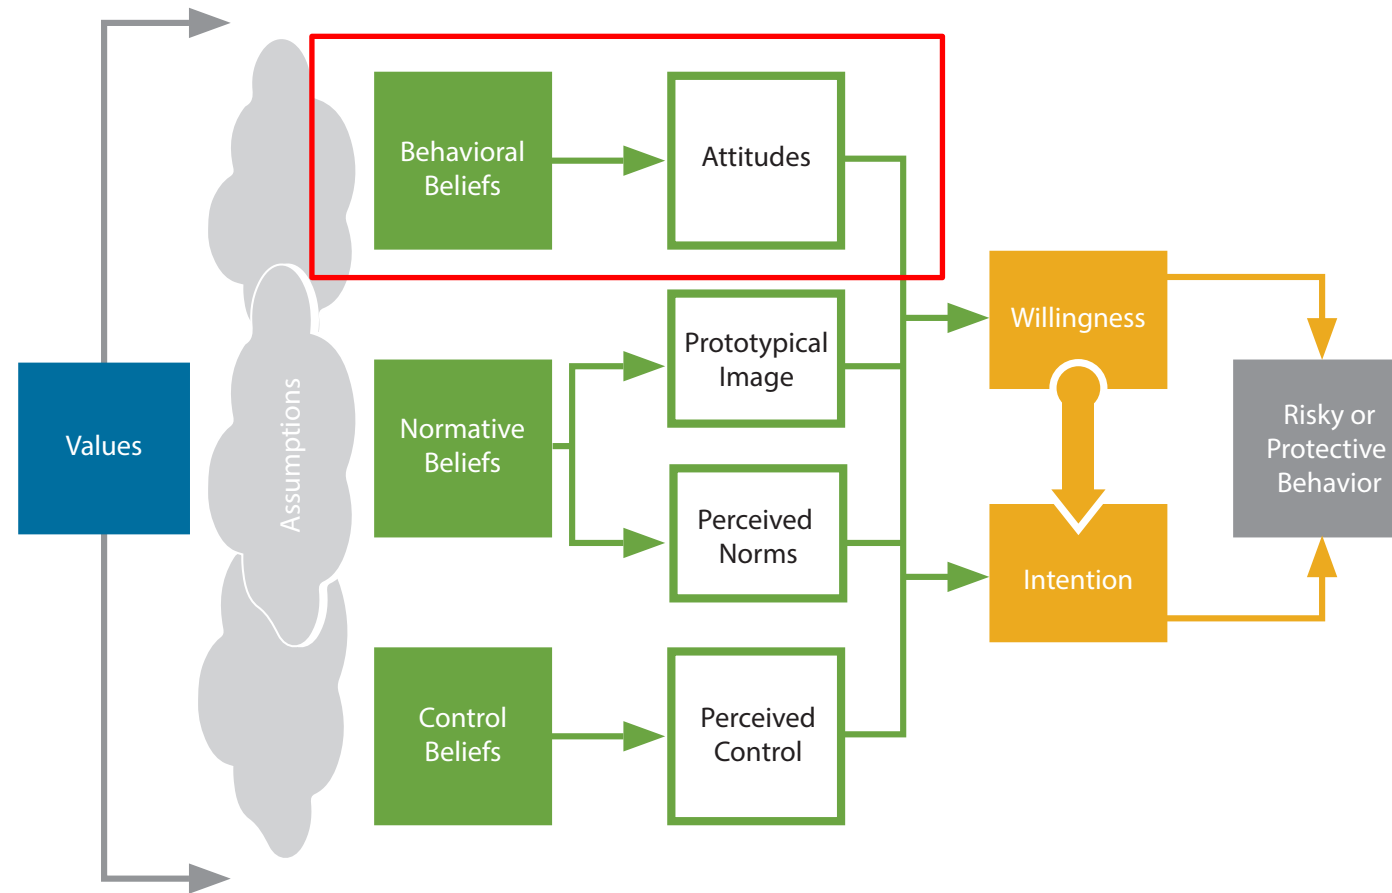 Values
Assumptions
Behavioral
Beliefs
Attitudes
Normative
Beliefs
Prototypical
Image
Perceived
Norms
Control
Beliefs
Perceived
Control
Willingness
Intention
Risky or
Protective
Behavior